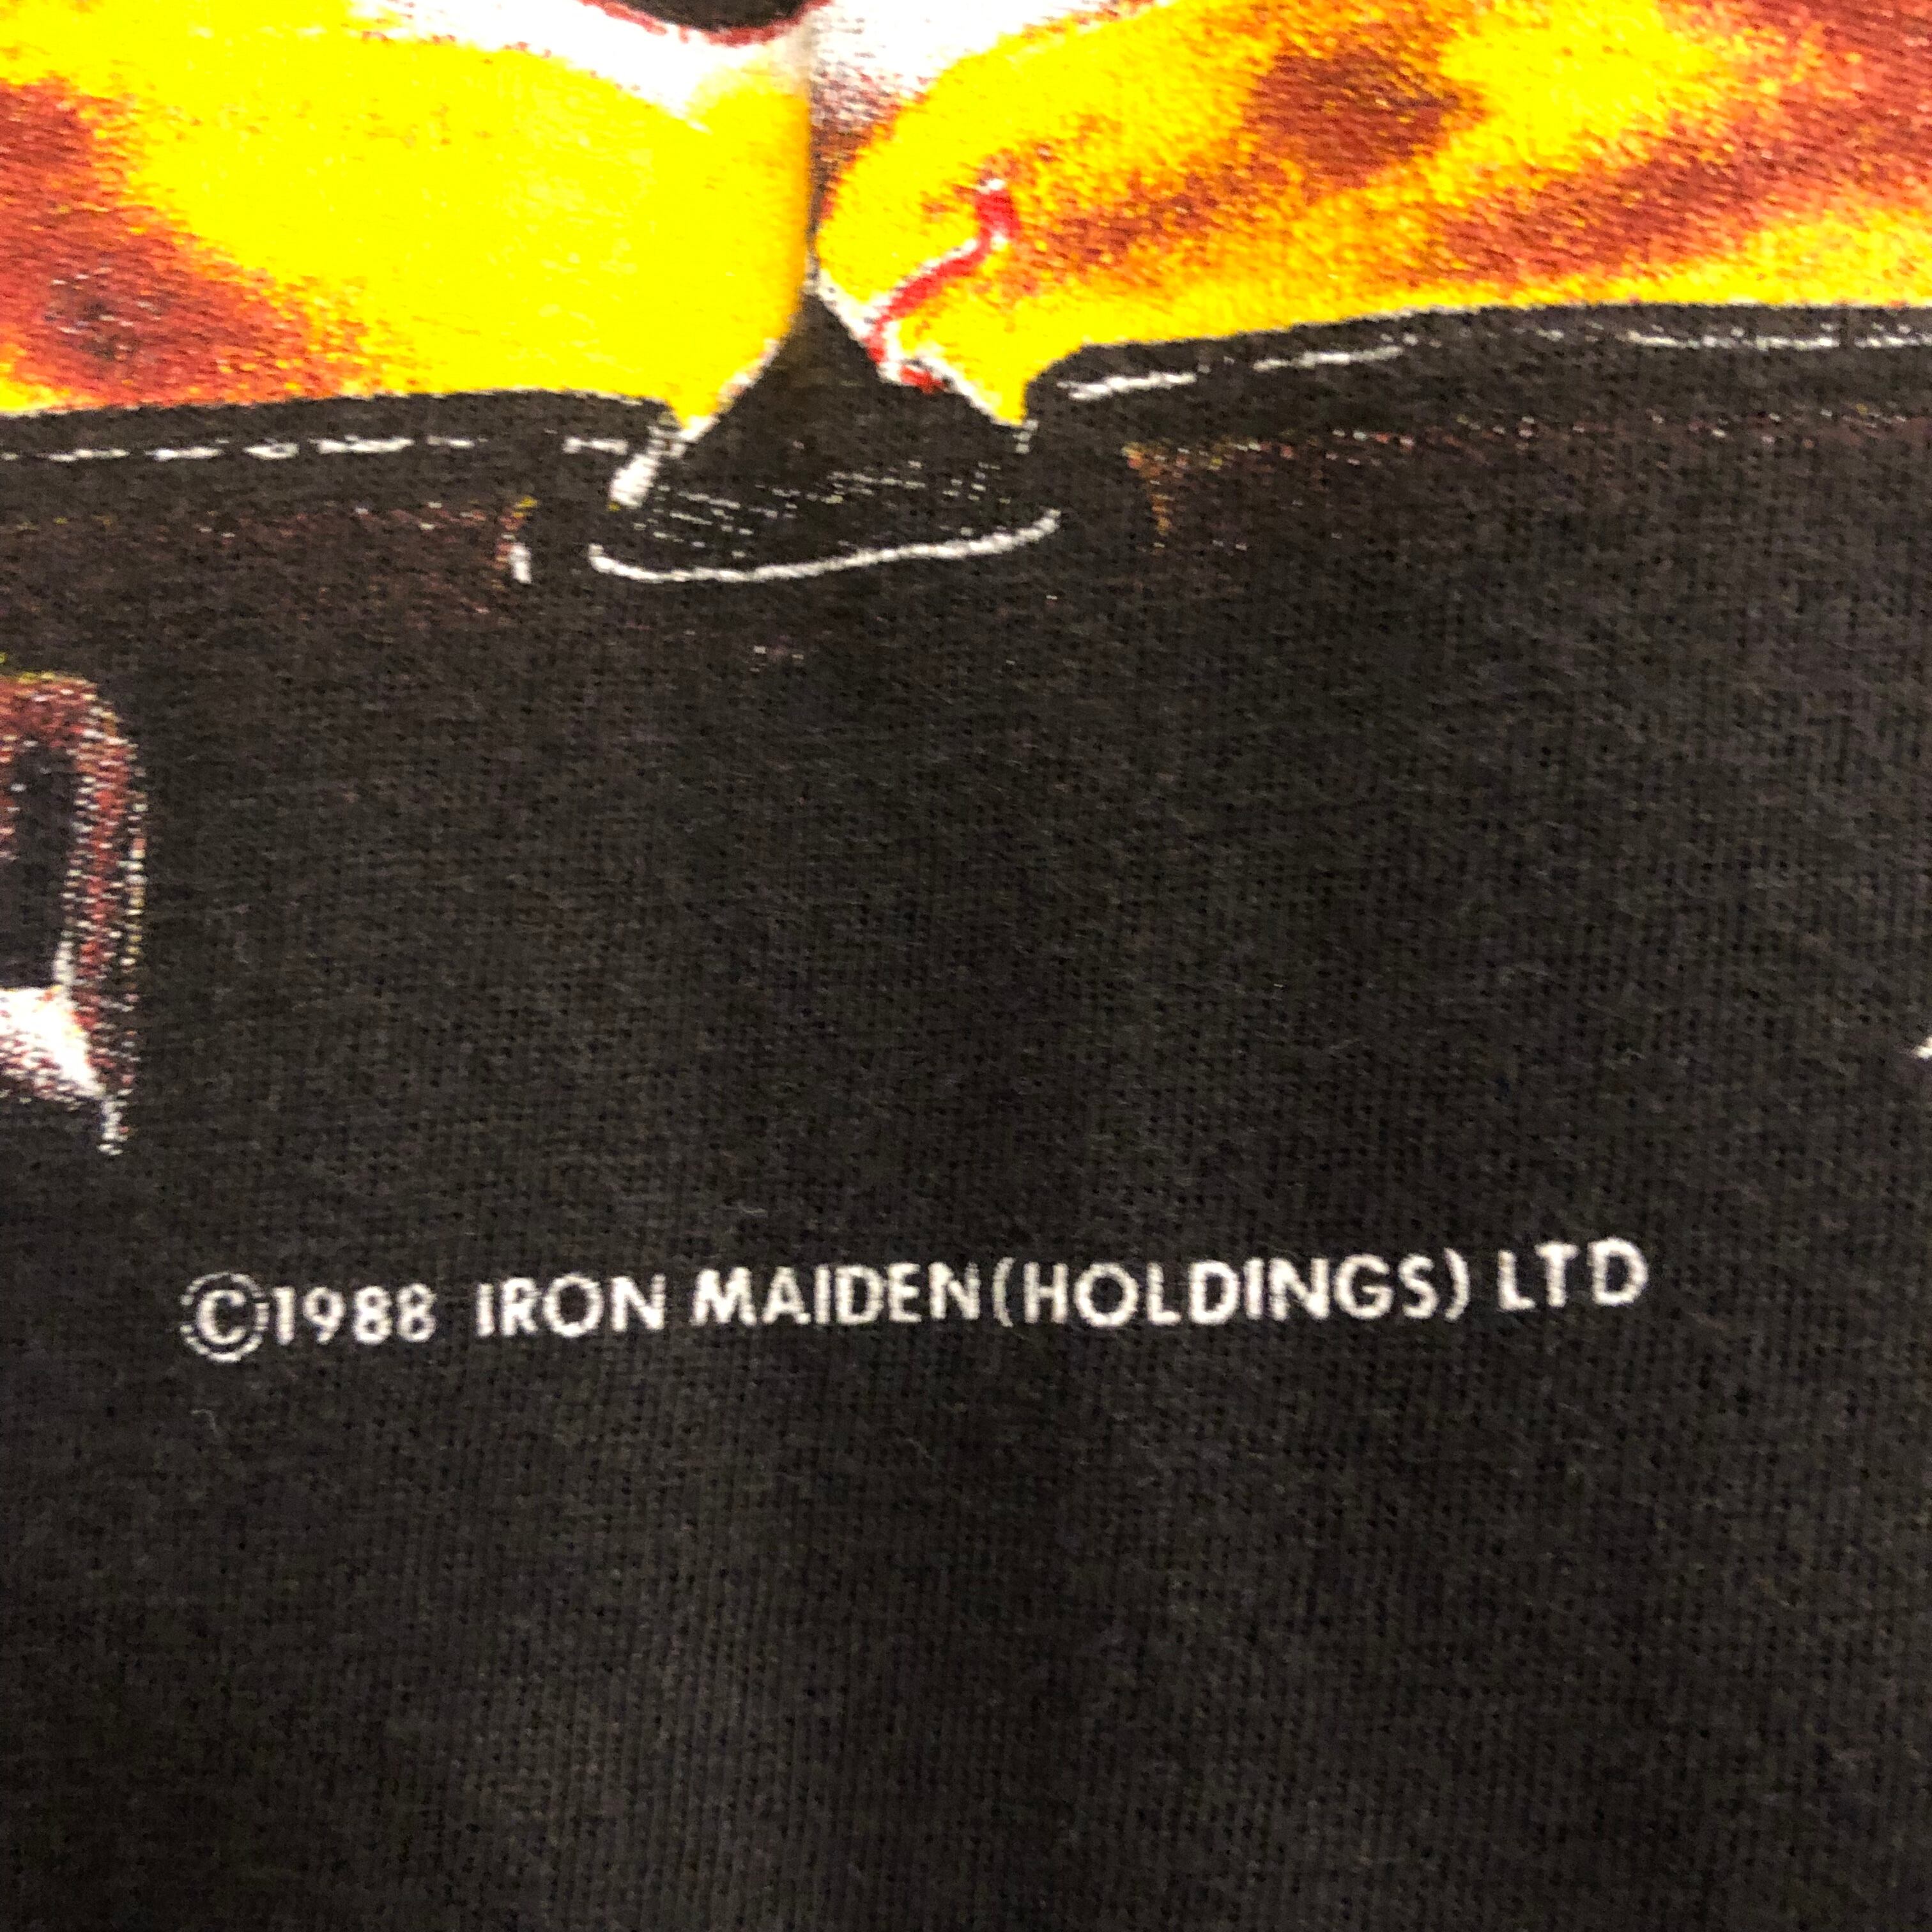 ©1988 IRON MAIDEN(HOLDINGS) LTD